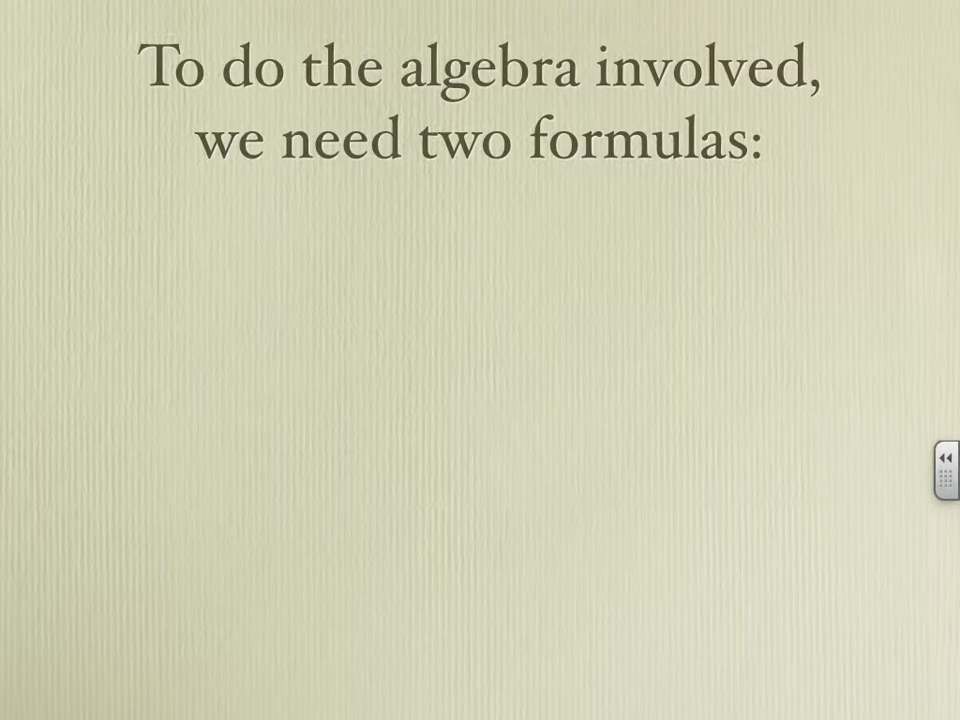 To do the algebra involved,
we need two formulas: